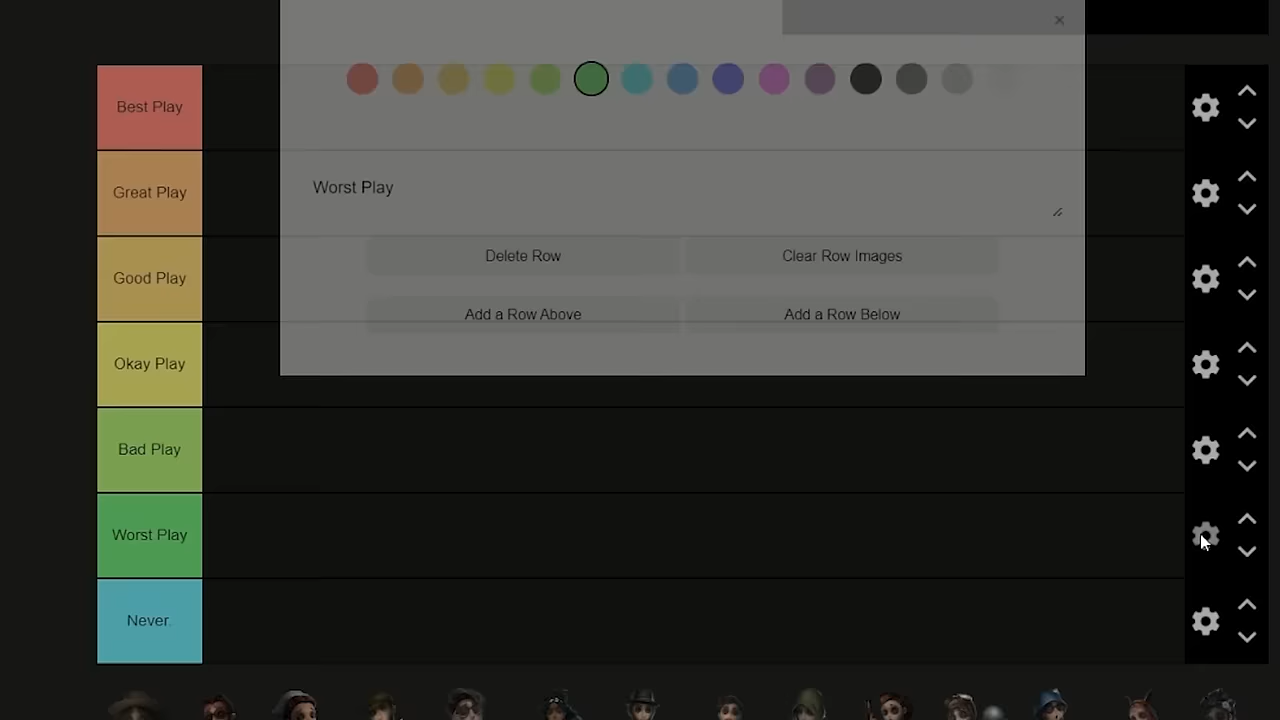 ×
Best Play
Great Play
Worst Play
Delete Row
Clear Row Images
Good Play
Add a Row Above
Add a Row Below
Okay Play
Bad Play
Worst Play
Never.